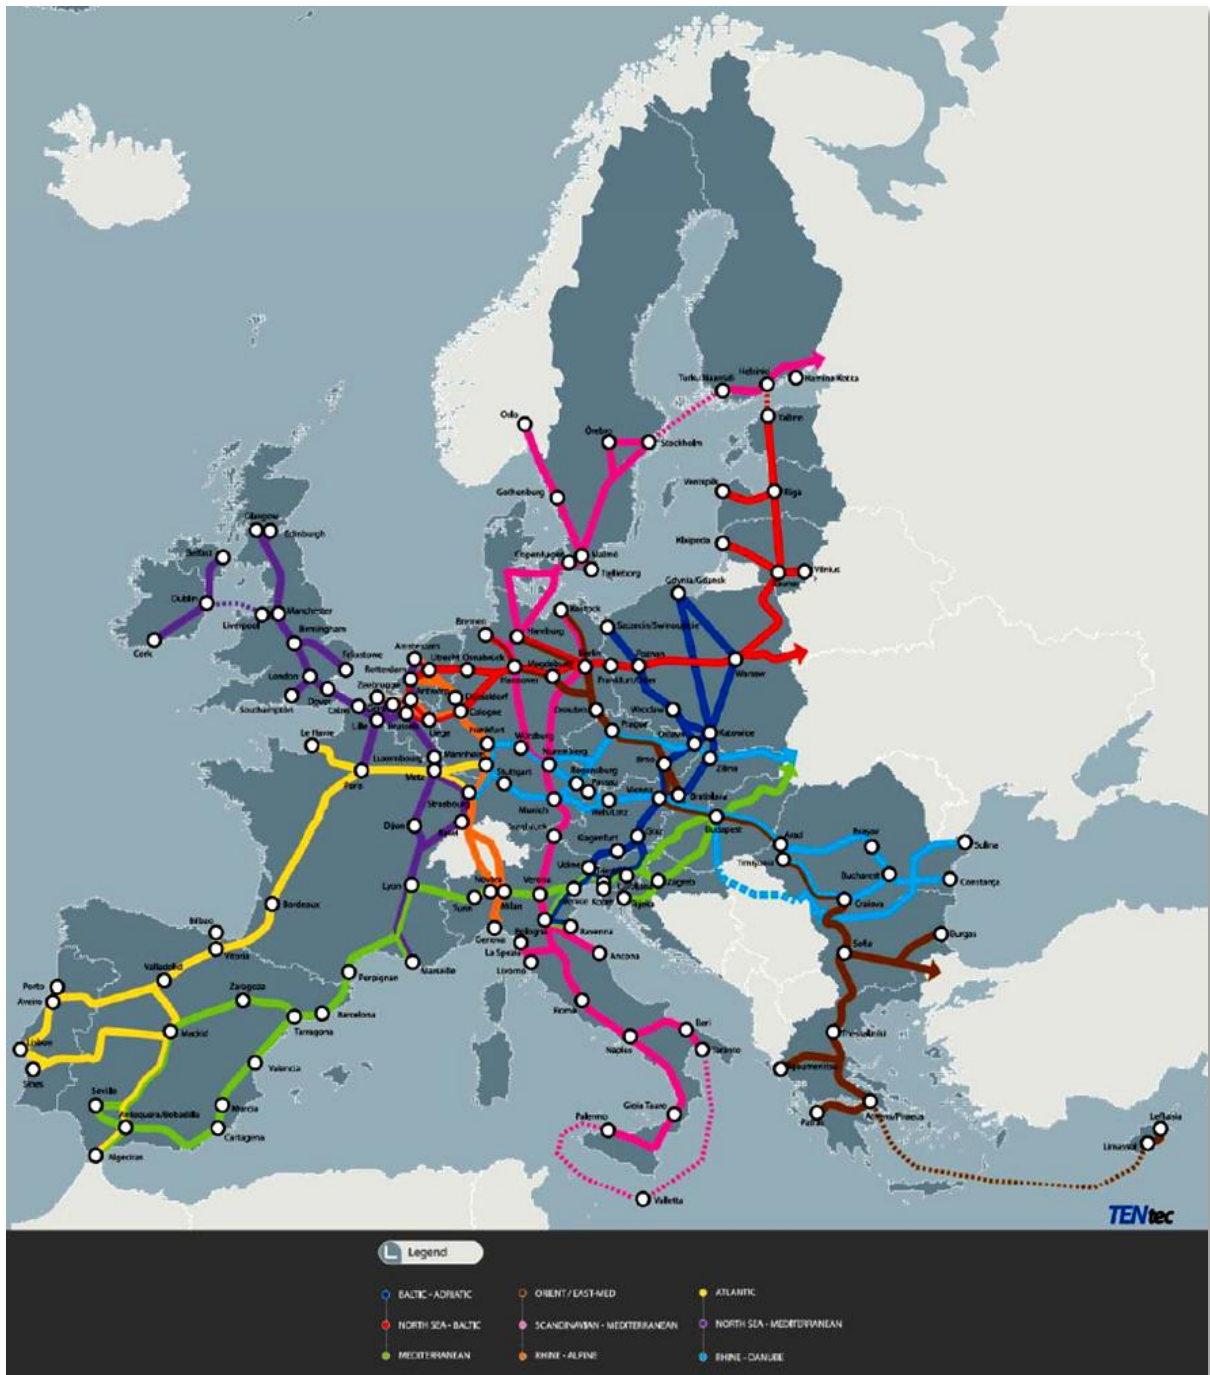 Helsinki
Turku/Naantali
Hamina/Kotka
Tallinn
Oslo
Örebro
Stockholm
Ventspils
Riga
Gothenburg
Klaipeda
Glasgow
Edinburgh
Belfast
Copenhagen
Malmö
Trelleborg
Vilnius
Gdynia/Gdansk
Dublin
Manchester
Liverpool
Rostock
Szczecin/Swinoujscie
Birmingham
Bremen
Hamburg
Cork
Felixstowe
Amsterdam
Utrecht
Osnabrück
Berlin
Poznan
London
Rotterdam
Magdeburg
Hannover
Frankfurt/Oder
Warsaw
Zeebrugge
Antwerp
Düsseldorf
Southampton
Dover
Calais
Cologne
Dresden
Wroclaw
Lille
Brussels
Liege
Prague
Katowice
Le Havre
Frankfurt
Würzburg
Ostrava
Luxembourg
Mannheim
Nuremberg
Brno
Zilina
Paris
Metz
Stuttgart
Regensburg
Passau
Strasbourg
Munich
Wels/Linz
Vienna
Bratislava
Dijon
Basel
Innsbruck
Klagenfurt
Graz
Budapest
Arad
Brasov
Sulina
Timisoara
Udine
Lyon
Novara
Verona
Zagreb
Bucharest
Constanţa
Turin
Milan
Venice
Koper
Rijeka
Craiova
Bordeaux
Bilbao
Genova
Bologna
Ravenna
Sofia
Burgas
Vitoria
La Spezia
Ancona
Livorno
Valladolid
Marseille
Perpignan
Porto
Zaragoza
Aveiro
Roma
Barcelona
Tarragona
Madrid
Bari
Thessaloniki
Lisboa
Naples
Taranto
Sines
Valencia
Igoumenitsa
Seville
Murcia
Gioia Tauro
Antequera/Bobadilla
Palermo
Patras
Athens/Piraeus
Cartagena
Lefkosia
Limassol
Algeciras
Valletta
TENtec
Legend
BALTIC - ADRIATIC
ORIENT / EAST-MED
ATLANTIC
NORTH SEA - BALTIC
SCANDINAVIAN - MEDITERRANEAN
NORTH SEA - MEDITERRANEAN
MEDITERRANEAN
RHINE - ALPINE
RHINE - DANUBE